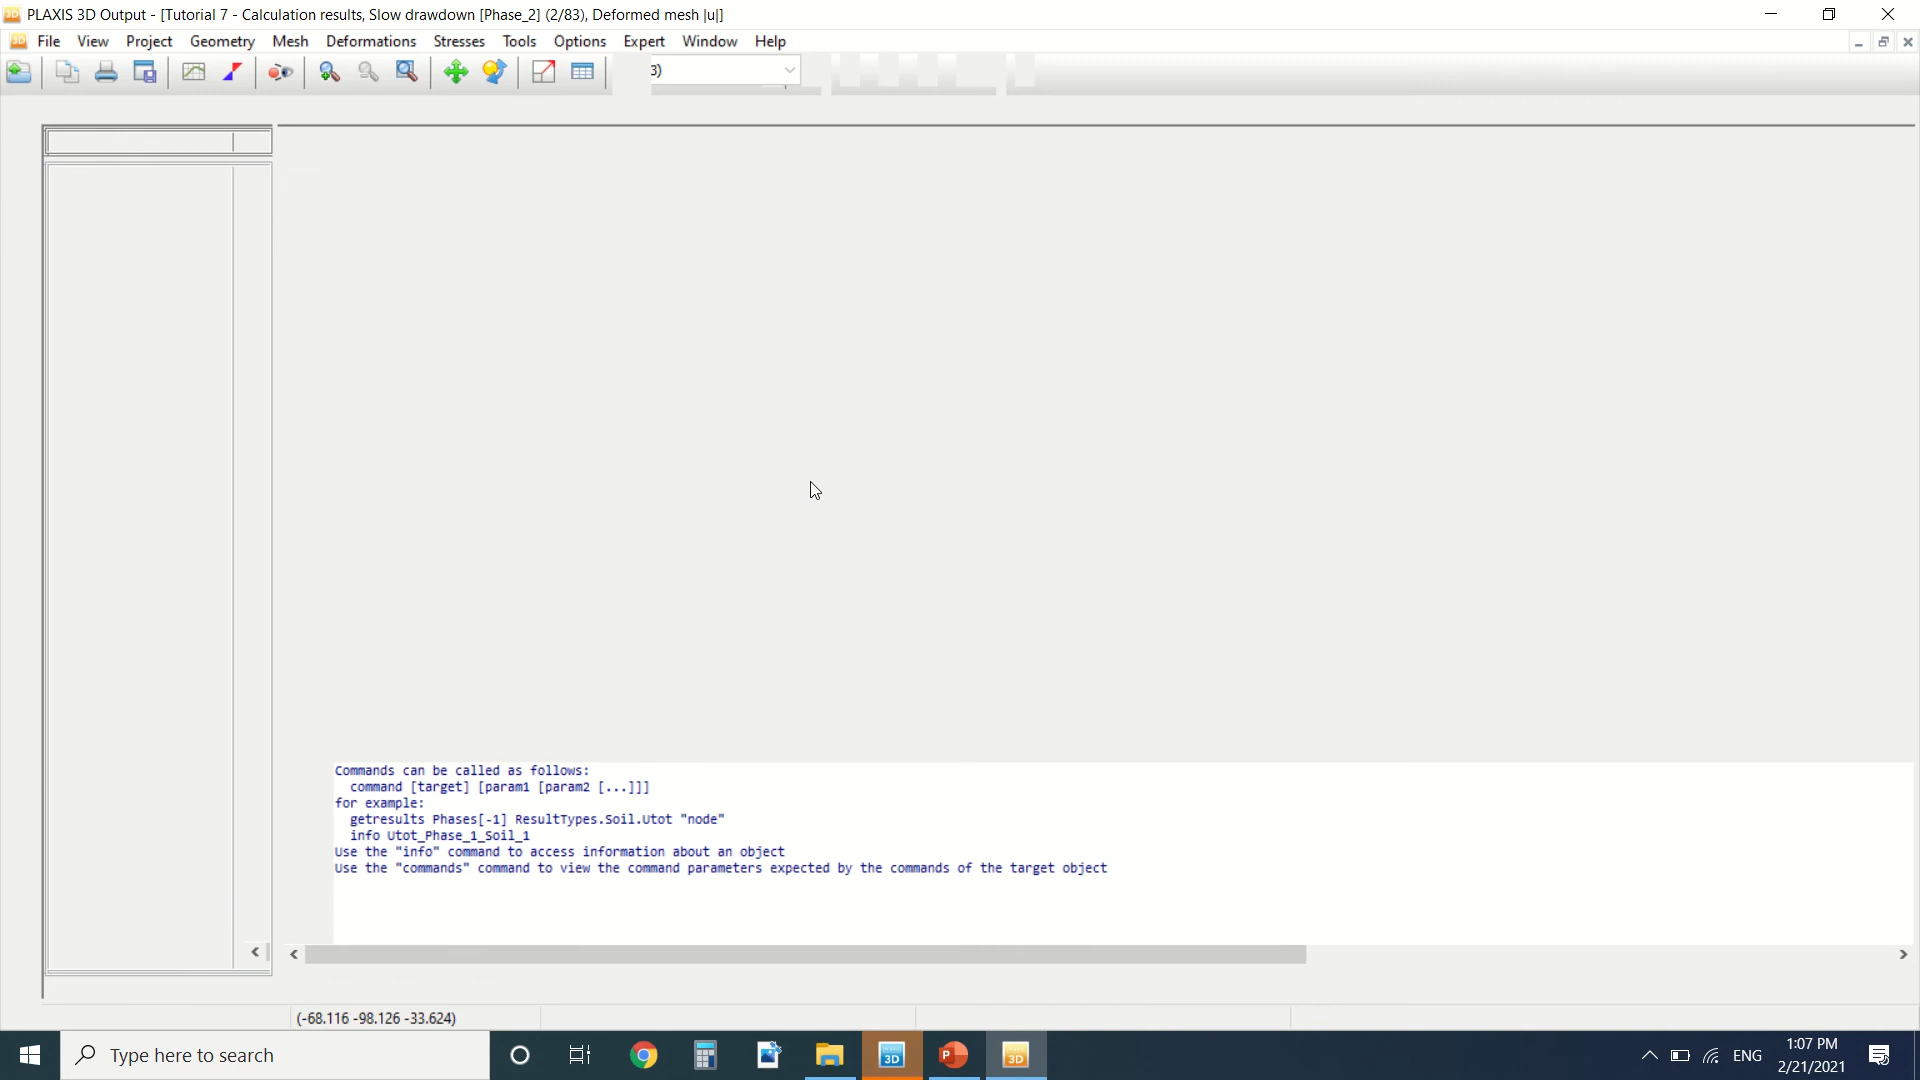 PLAXIS 3D Output - [Tutorial 7 - Calculation results, Slow drawdown [Phase_2] (2/83), Deformed mesh |u|]
File View Project Geometry Mesh Deformations Stresses Tools Options Expert Window Help
3)
Commands can be called as follows:
command [target] [param1 [param2 [...]]]
for example:
getresults Phases[-1] ResultTypes.Soil.Utot "node"
info Utot_Phase_1_Soil_1
Use the "info" command to access information about an object
Use the "commands" command to view the command parameters expected by the commands of the target object
(-68.116 -98.126 -33.624)
Type here to search
3D
P
3D
ENG
1:07 PM
2/21/2021